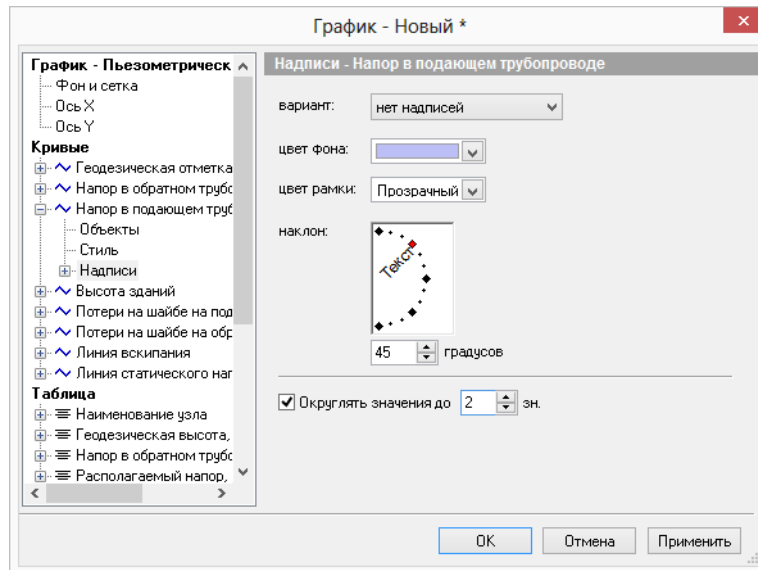 График - Новый *
График - Пьезометрическ
Фон и сетка
Ось X
Ось Y
Кривые
Геодезическая отметка
Напор в обратном трубо
Напор в подающем труб
Объекты
Стиль
Надписи
Высота зданий
Потери на шайбе на под
Потери на шайбе на обр
Линия вскипания
Линия статического нап
Таблица
Наименование узла
Геодезическая высота,
Напор в обратном трубо
Располагаемый напор,
Надписи - Напор в подающем трубопроводе
вариант: нет надписей
цвет фона:
цвет рамки: Прозрачный
наклон:
Текст
45 градусов
Округлять значения до 2 зн.
OK Отмена Применить